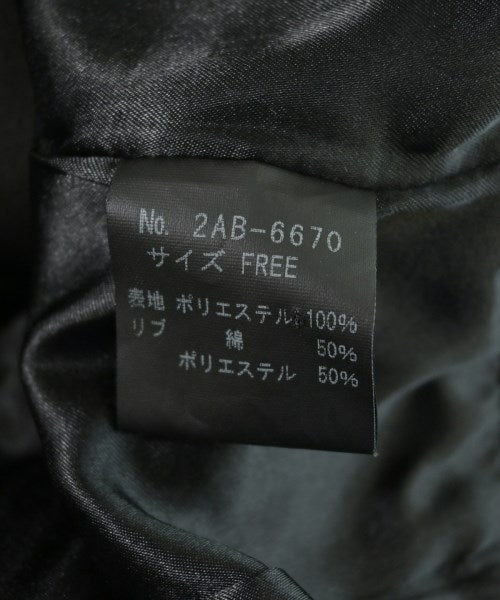 No. 2AB-6670
サイズ FREE
表地 ポリエステル 100%
リブ 綿 50%
ポリエステル 50%